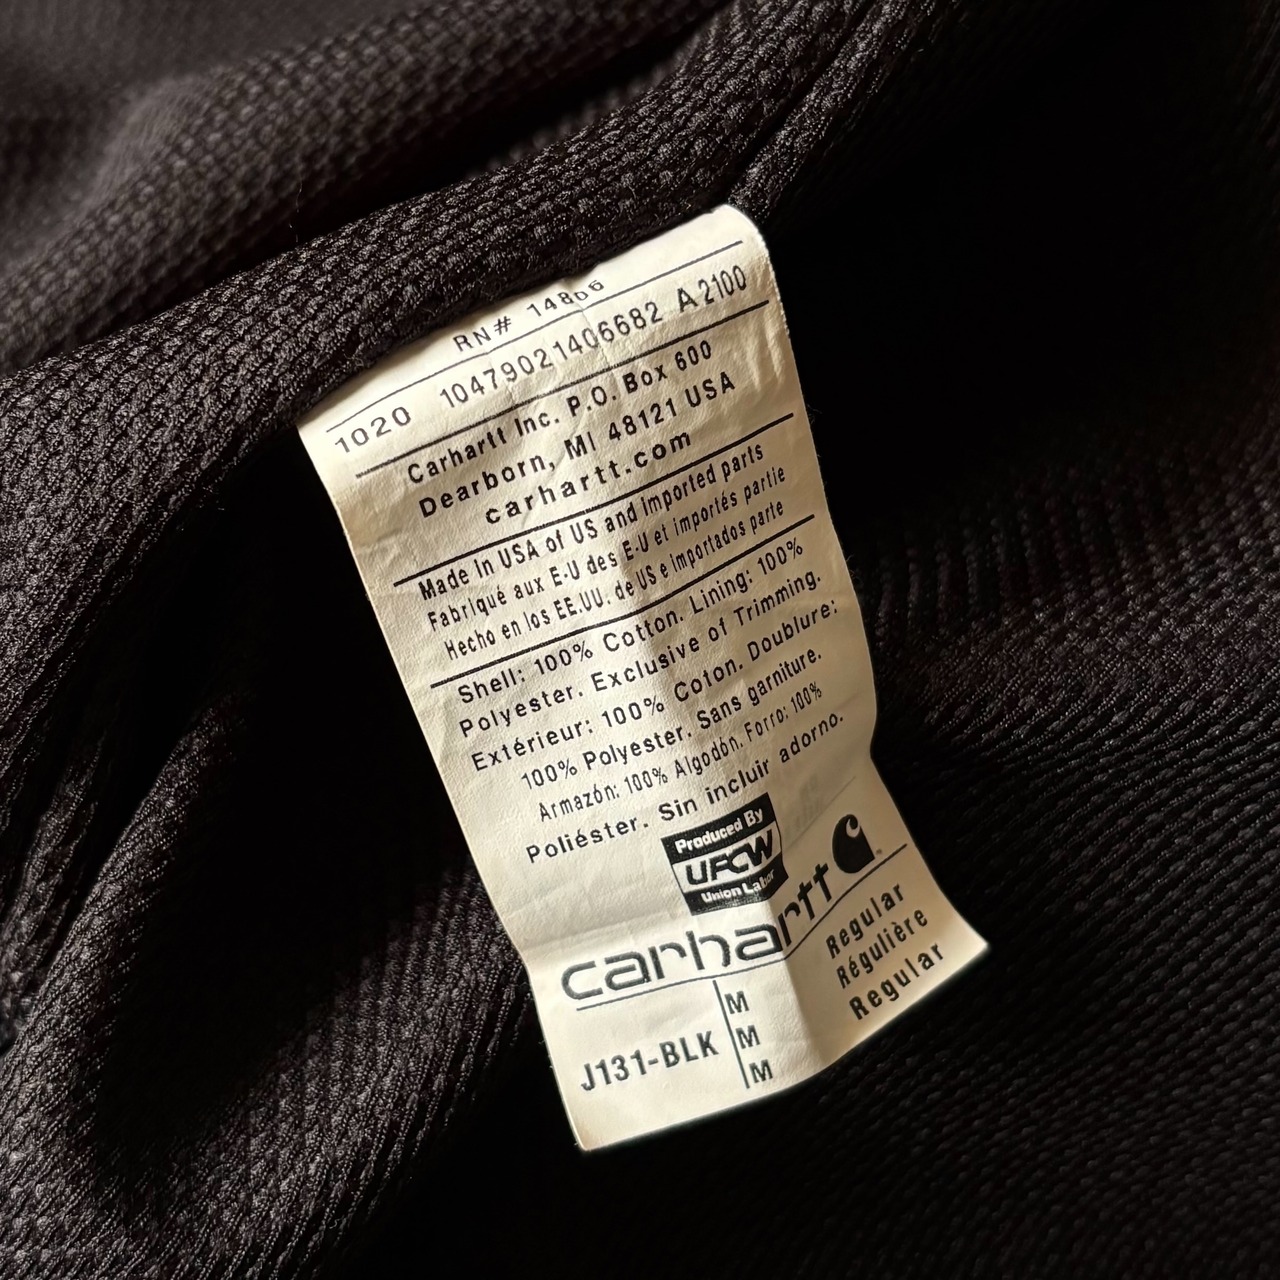 RN# 14806
1020 10479021406682 A2100
Carhartt Inc. P.O. Box 600
Dearborn, MI 48121 USA
carhartt.com
Made in USA of US and imported parts
Fabriqué aux E-U des E-U et importés partie
Hecho en los EE.UU. de US e importados parte
Shell: 100% Cotton. Lining: 100%
Polyester. Exclusive of Trimming.
Extérieur: 100% Coton. Doublure:
100% Polyester. Sans garniture.
Armazón: 100% Algodón. Forro: 100%
Poliéster. Sin incluir adorno.
Produced By
UFCW
Union Labor
carhartt
J131-BLK
M
M
M
Regular
Régulière
Regular